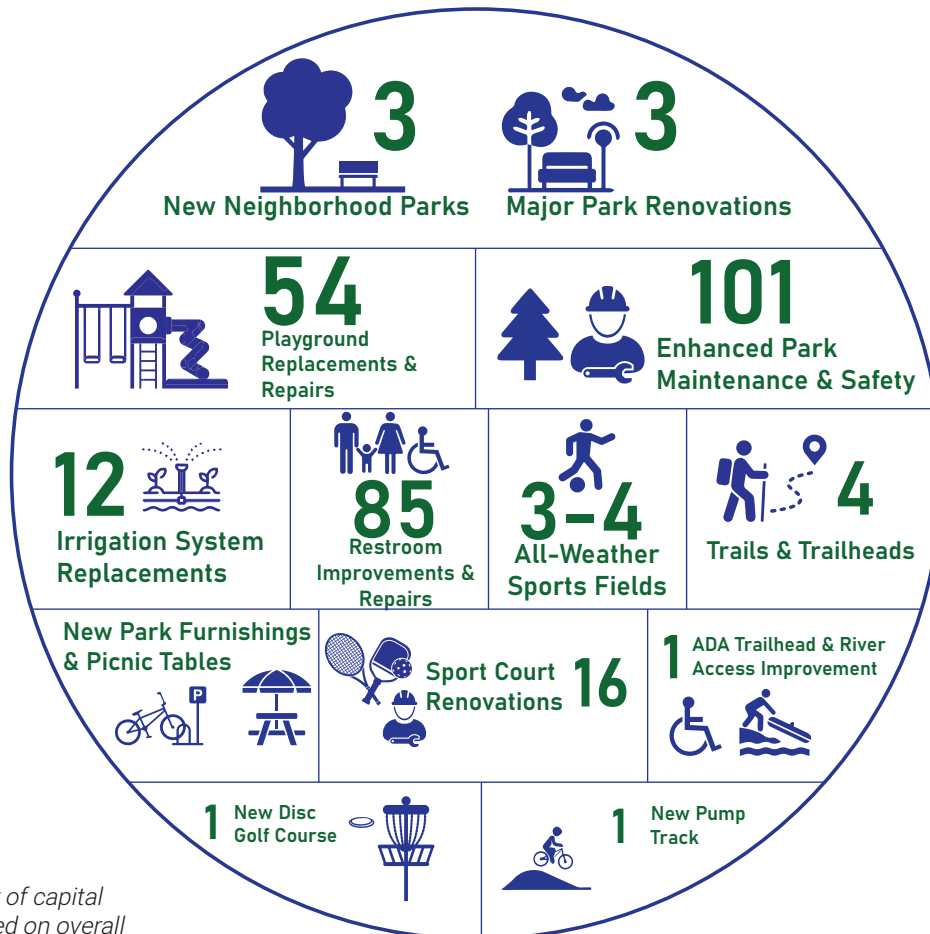 3
New Neighborhood Parks
3
Major Park Renovations
54
Playground
Replacements &
Repairs
101
Enhanced Park
Maintenance & Safety
12
Irrigation System
Replacements
85
Restroom
Improvements &
Repairs
3-4
All-Weather
Sports Fields
4
Trails & Trailheads
New Park Furnishings
& Picnic Tables
P
Sport Court
Renovations
16
1
ADA Trailhead & River
Access Improvement
1
New Disc
Golf Course
1
New Pump
Track
of capital
ed on overall